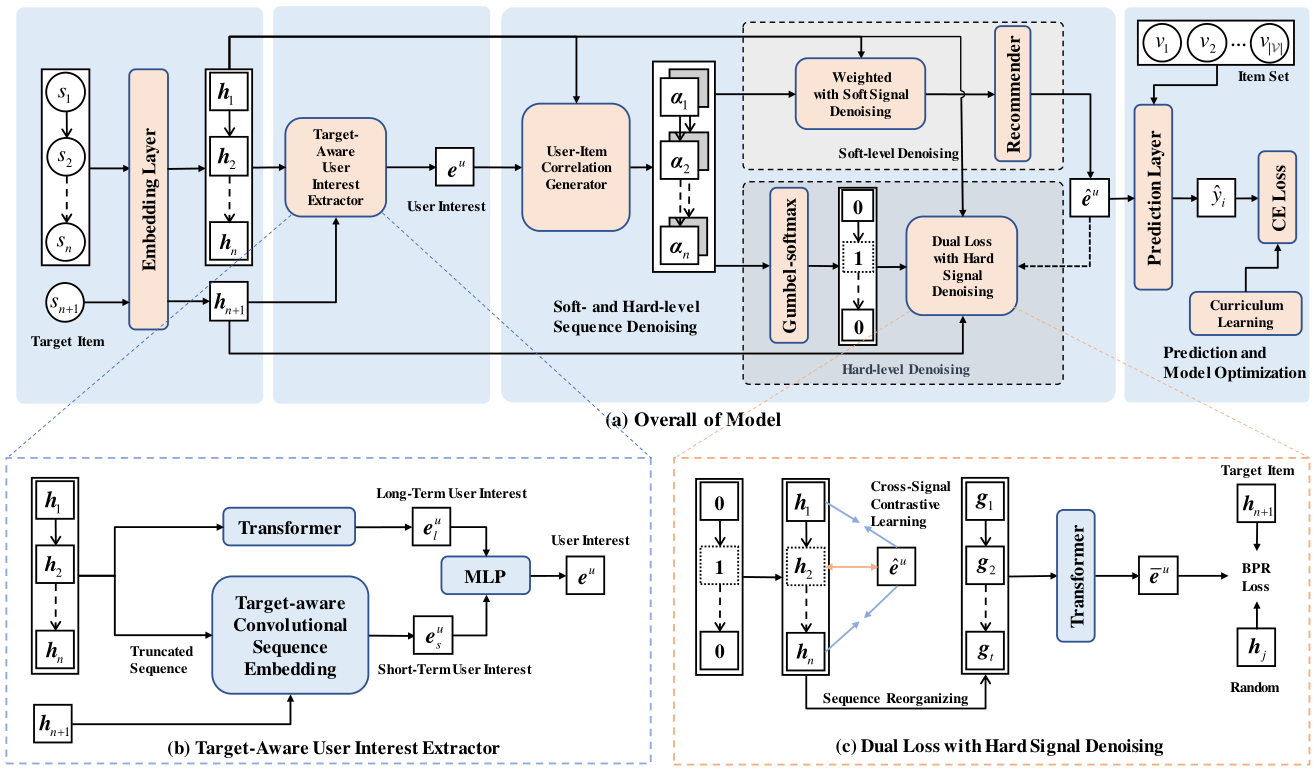 s1
s2
sn
sn+1
Target Item
Embedding Layer
h1
h2
hn
hn+1
Target-
Aware
User
Interest
Extractor
e^u
User Interest
User-Item
Correlation
Generator
Soft- and Hard-level
Sequence Denoising
α1
α2
αn
Weighted
with Soft Signal
Denoising
Recommender
Soft-level Denoising
Gumbel-softmax
0
1
0
Dual Loss
with Hard
Signal
Denoising
Hard-level Denoising
ê^u
v1 v2 ... v|V|
Item Set
Prediction Layer
ŷi
CE Loss
Curriculum
Learning
Prediction and
Model Optimization
(a) Overall of Model
h1
h2
hn
hn+1
Truncated
Sequence
Transformer
Target-aware
Convolutional
Sequence
Embedding
Long-Term User Interest
e_l^u
e_s^u
Short-Term User Interest
MLP
User Interest
e^u
(b) Target-Aware User Interest Extractor
0
1
0
h1
h2
hn
Cross-Signal
Contrastive
Learning
ê^u
Sequence Reorganizing
g1
g2
gt
Transformer
e̅^u
Target Item
hn+1
BPR
Loss
hj
Random
(c) Dual Loss with Hard Signal Denoising